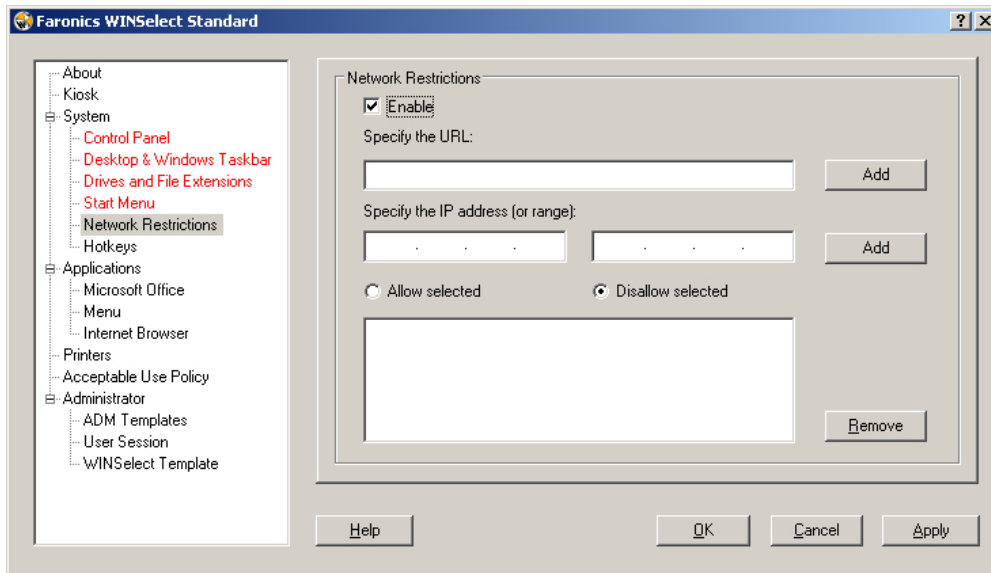 Faronics WINSelect Standard
About
Kiosk
System
Control Panel
Desktop & Windows Taskbar
Drives and File Extensions
Start Menu
Network Restrictions
Hotkeys
Applications
Microsoft Office
Menu
Internet Browser
Printers
Acceptable Use Policy
Administrator
ADM Templates
User Session
WINSelect Template
Network Restrictions
Enable
Specify the URL:
Add
Specify the IP address (or range):
Add
Allow selected
Disallow selected
Remove
Help
OK
Cancel
Apply